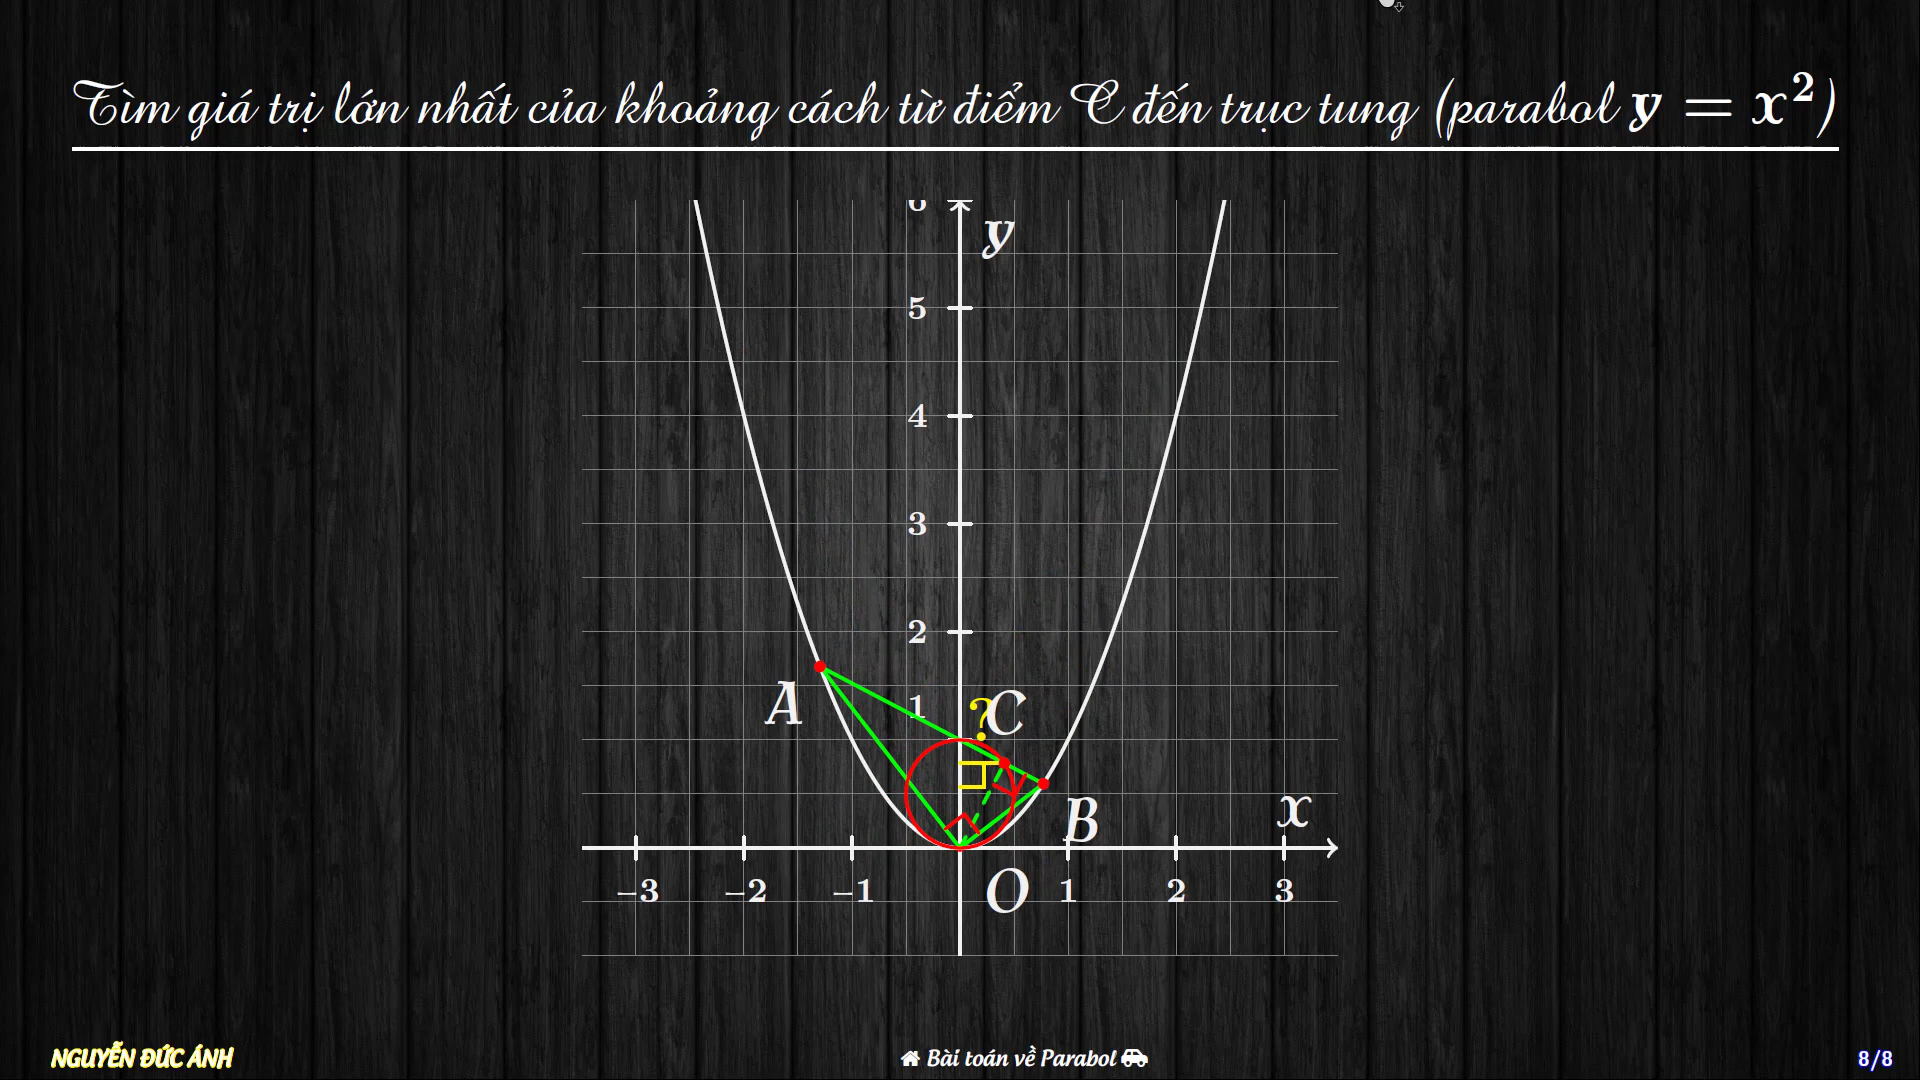 Tìm giá trị lớn nhất của khoảng cách từ điểm C đến trục tung (parabol y = x²)
6
y
5
4
3
2
A
1
? C
B
x
−3 −2 −1 O 1 2 3
NGUYỄN ĐỨC ÁNH Bài toán về Parabol 8/8